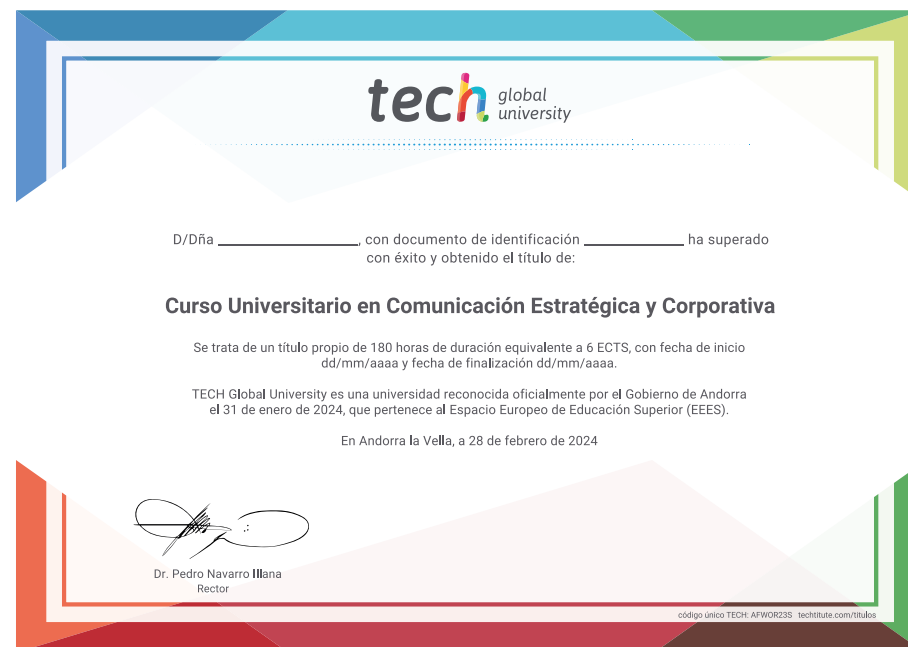 tech global university
D/Dña ______________, con documento de identificación __________ ha superado
con éxito y obtenido el título de:
Curso Universitario en Comunicación Estratégica y Corporativa
Se trata de un título propio de 180 horas de duración equivalente a 6 ECTS, con fecha de inicio
dd/mm/aaaa y fecha de finalización dd/mm/aaaa.
TECH Global University es una universidad reconocida oficialmente por el Gobierno de Andorra
el 31 de enero de 2024, que pertenece al Espacio Europeo de Educación Superior (EEES).
En Andorra la Vella, a 28 de febrero de 2024
Dr. Pedro Navarro Illana
Rector
código único TECH: AFWOR23S techtitute.com/titulos